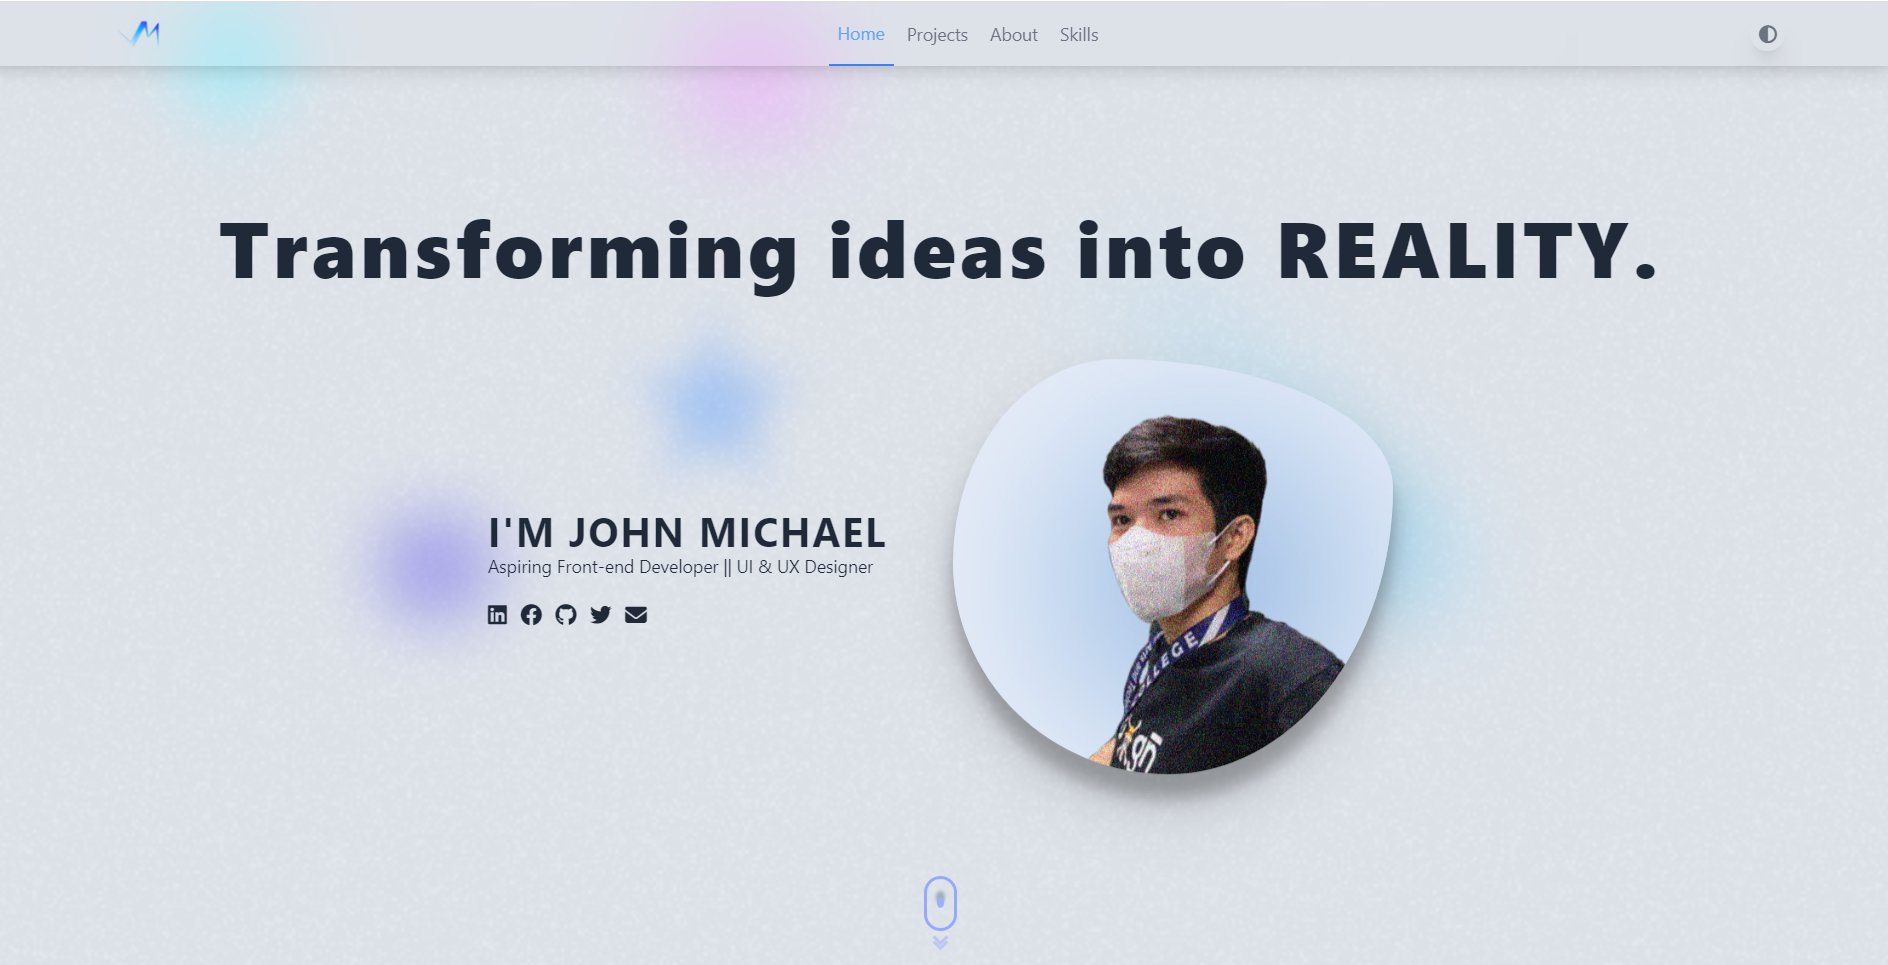 Home Projects About Skills
Transforming ideas into REALITY.
I'M JOHN MICHAEL
Aspiring Front-end Developer || UI & UX Designer